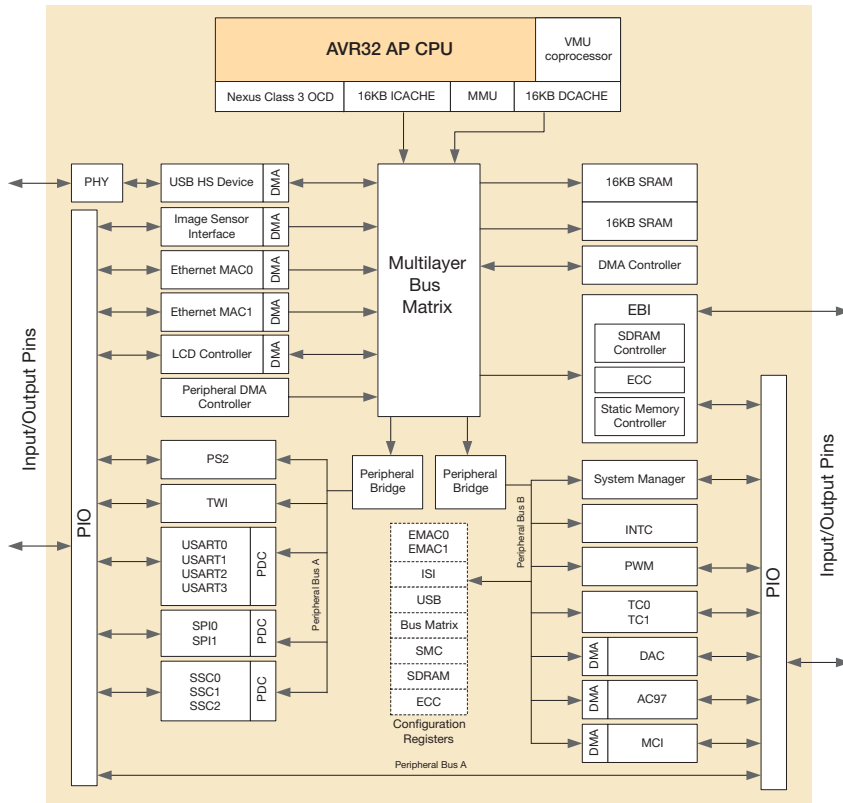 AVR32 AP CPU
VMU
coprocessor
Nexus Class 3 OCD
16KB ICACHE
MMU
16KB DCACHE
PHY
USB HS Device
DMA
Image Sensor
Interface
DMA
Ethernet MAC0
DMA
Ethernet MAC1
DMA
LCD Controller
DMA
Peripheral DMA
Controller
Multilayer
Bus
Matrix
16KB SRAM
16KB SRAM
DMA Controller
EBI
SDRAM
Controller
ECC
Static Memory
Controller
Input/Output Pins
PIO
PS2
TWI
USART0
USART1
USART2
USART3
PDC
SPI0
SPI1
PDC
SSC0
SSC1
SSC2
PDC
Peripheral Bus A
Peripheral
Bridge
Peripheral
Bridge
EMAC0
EMAC1
ISI
USB
Bus Matrix
SMC
SDRAM
ECC
Configuration
Registers
Peripheral Bus B
System Manager
INTC
PWM
TC0
TC1
DMA
DAC
DMA
AC97
DMA
MCI
PIO
Input/Output Pins
Peripheral Bus A